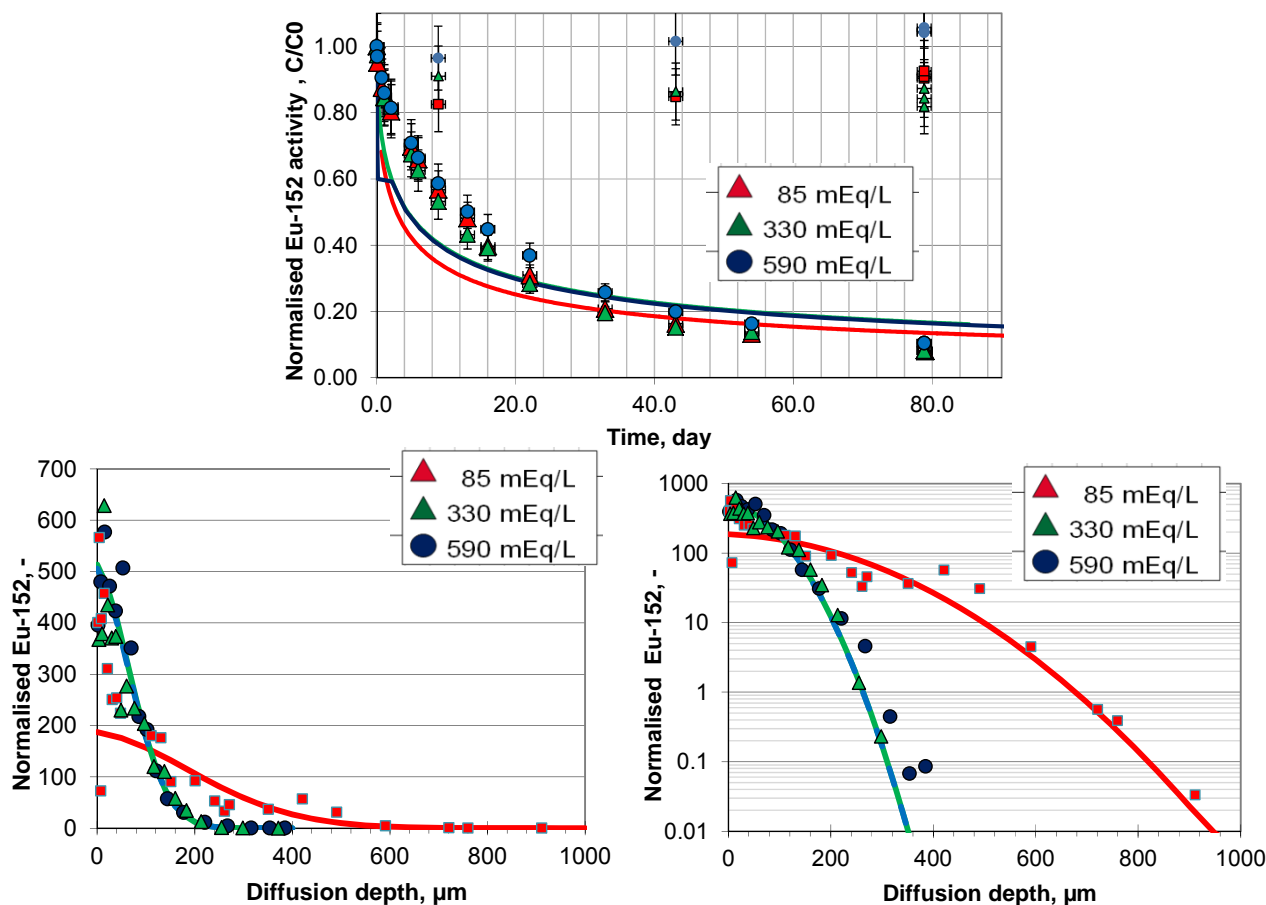 Normalised Eu-152 activity , C/C0
1.00
0.80
0.60
0.40
0.20
0.00
85 mEq/L
330 mEq/L
590 mEq/L
0.0 20.0 40.0 60.0 80.0
Time, day
Normalised Eu-152, -
700
600
500
400
300
200
100
0
85 mEq/L
330 mEq/L
590 mEq/L
0 200 400 600 800 1000
Diffusion depth, µm
Normalised Eu-152, -
1000
100
10
1
0.1
0.01
85 mEq/L
330 mEq/L
590 mEq/L
0 200 400 600 800 1000
Diffusion depth, µm